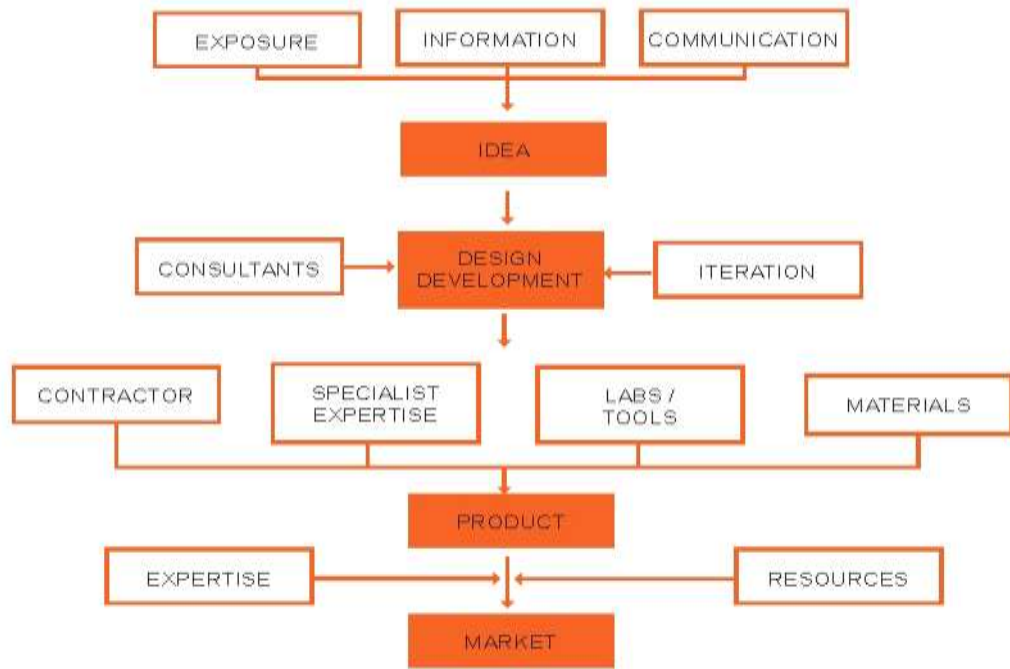 EXPOSURE
INFORMATION
COMMUNICATION
IDEA
CONSULTANTS
DESIGN
DEVELOPMENT
ITERATION
CONTRACTOR
SPECIALIST
EXPERTISE
LABS /
TOOLS
MATERIALS
PRODUCT
EXPERTISE
RESOURCES
MARKET